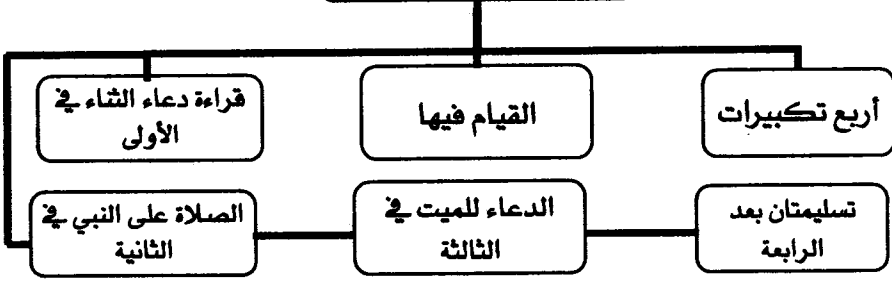 أربع تكبيرات
القيام فيها
قراءة دعاء الثناء في
الأولى
الصلاة على النبي في
الثانية
الدعاء للميت في
الثالثة
تسليمتان بعد
الرابعة